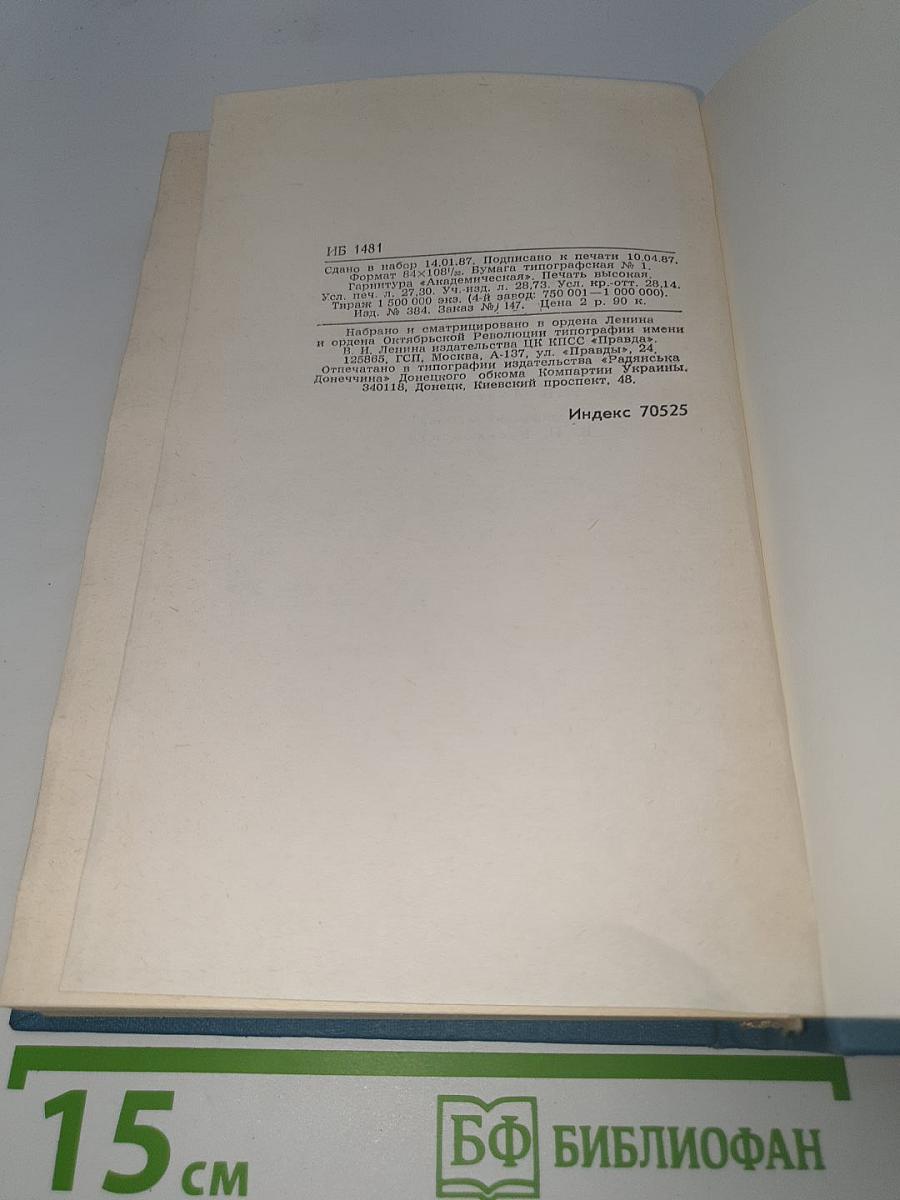 ИБ 1481
Сдано в набор 14.01.87. Подписано к печати 10.04.87.
Формат 84×108¹/₃₂. Бумага типографская № 1.
Гарнитура «Академическая». Печать высокая.
Усл. печ. л. 27,30. Уч.-изд. л. 28,73. Усл. кр.-отт. 28,14.
Тираж 1 500 000 экз. (4-й завод: 750 001—1 000 000).
Изд. № 384. Заказ № 147. Цена 2 р. 90 к.
Набрано и сматрицировано в ордена Ленина
и ордена Октябрьской Революции типографии имени
В. И. Ленина издательства ЦК КПСС «Правда».
125865, ГСП, Москва, А-137, ул. «Правды», 24.
Отпечатано в типографии издательства «Радянська
Донеччина» Донецкого обкома Компартии Украины.
340118, Донецк, Киевский проспект, 48.
Индекс 70525
15 см
БФ БИБЛИОФАН